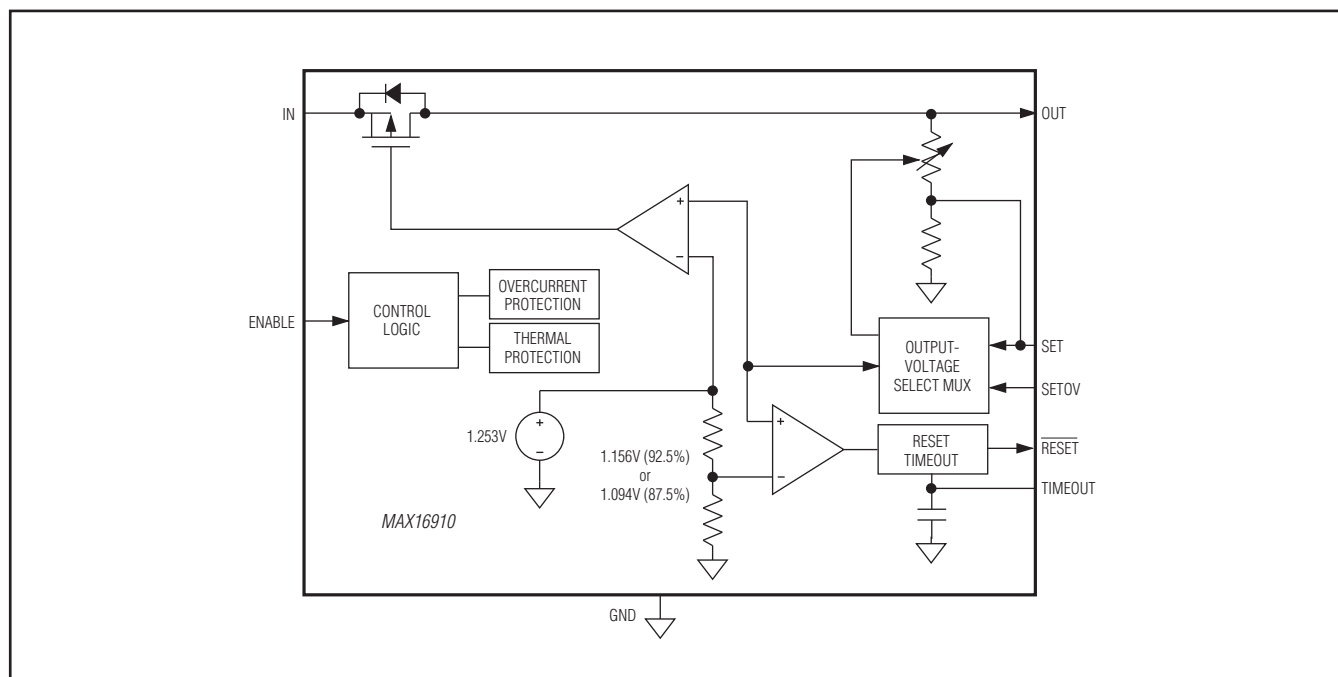 IN
OUT
+
−
ENABLE
CONTROL
LOGIC
OVERCURRENT
PROTECTION
THERMAL
PROTECTION
OUTPUT-
VOLTAGE
SELECT MUX
SET
SETOV
1.253V
+
−
1.156V (92.5%)
or
1.094V (87.5%)
+
−
RESET
TIMEOUT
RESET
TIMEOUT
MAX16910
GND